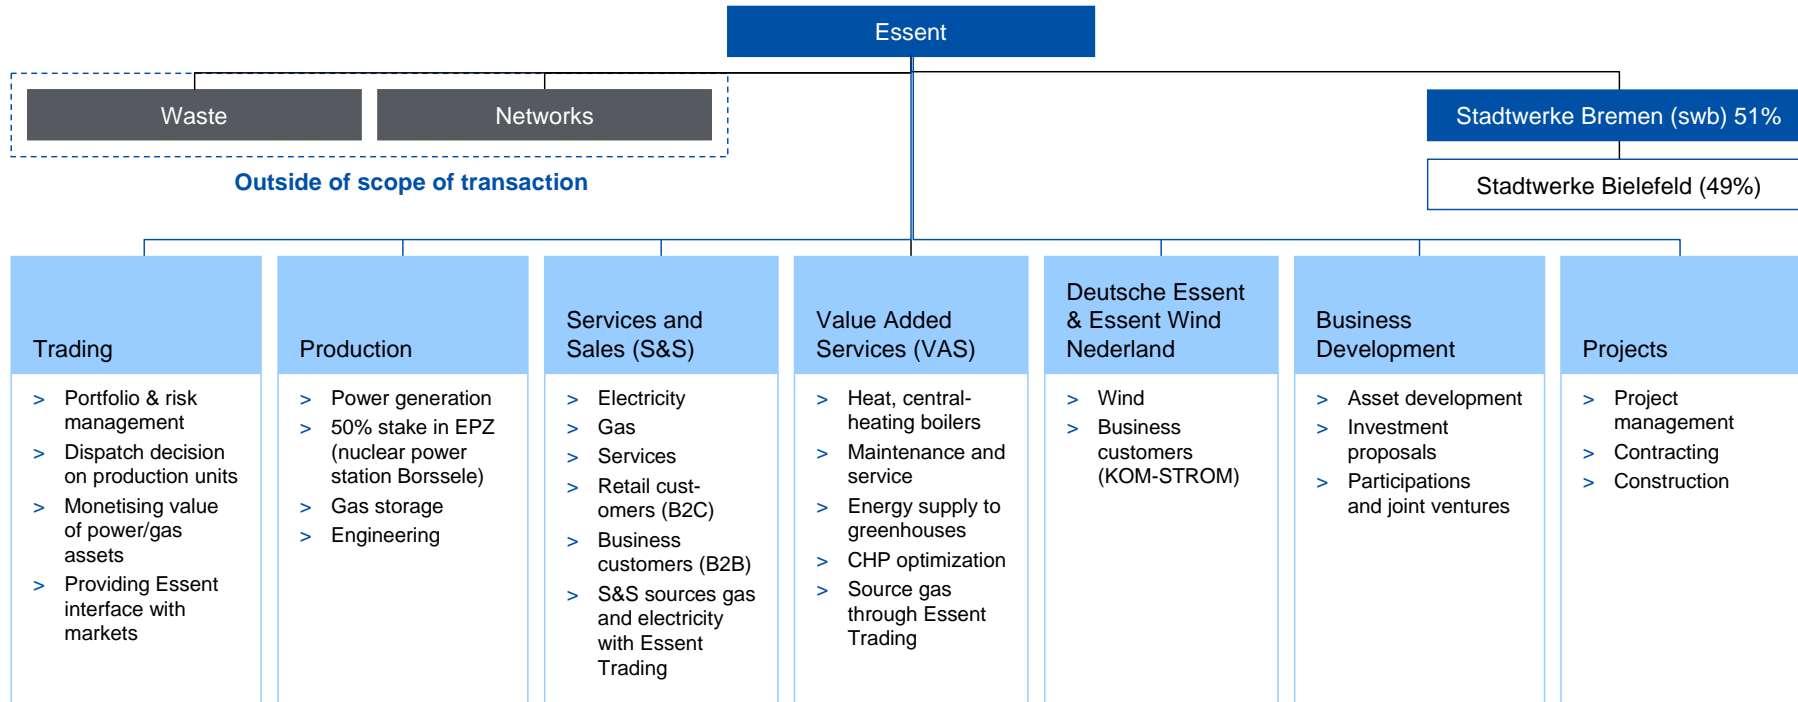 Essent
Waste
Networks
Stadtwerke Bremen (swb) 51%
Stadtwerke Bielefeld (49%)
Outside of scope of transaction
Trading
> Portfolio & risk
management
> Dispatch decision
on production units
> Monetising value
of power/gas
assets
> Providing Essent
interface with
markets
Production
> Power generation
> 50% stake in EPZ
(nuclear power
station Borssele)
> Gas storage
> Engineering
Services and
Sales (S&S)
> Electricity
> Gas
> Services
> Retail cust-
omers (B2C)
> Business
customers (B2B)
> S&S sources gas
and electricity
with Essent
Trading
Value Added
Services (VAS)
> Heat, central-
heating boilers
> Maintenance and
service
> Energy supply to
greenhouses
> CHP optimization
> Source gas
through Essent
Trading
Deutsche Essent
& Essent Wind
Nederland
> Wind
> Business
customers
(KOM-STROM)
Business
Development
> Asset development
> Investment
proposals
> Participations
and joint ventures
Projects
> Project
management
> Contracting
> Construction